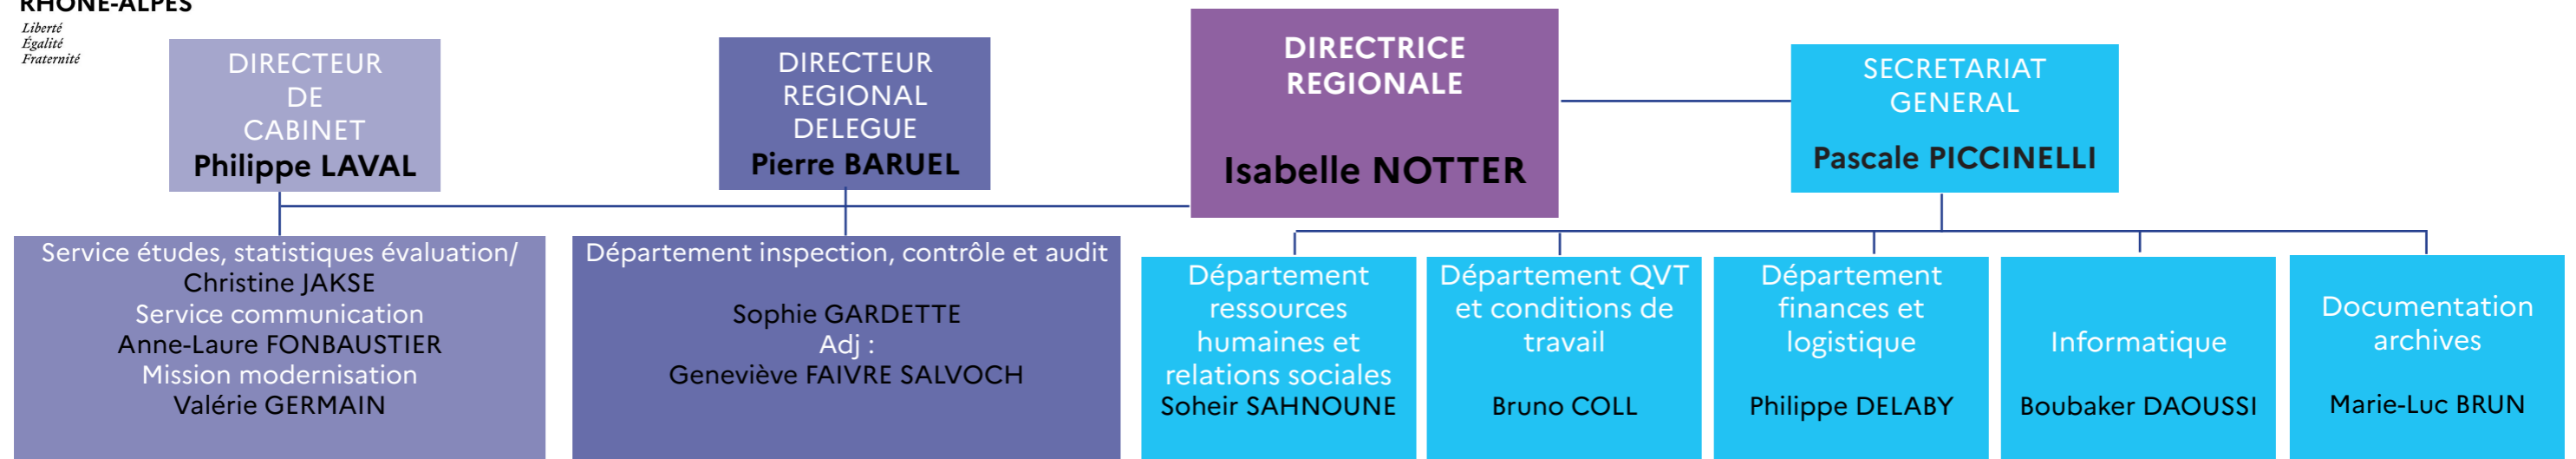 RHÔNE-ALPES
Liberté
Égalité
Fraternité
DIRECTEUR
DE
CABINET
Philippe LAVAL
DIRECTEUR
REGIONAL
DELEGUE
Pierre BARUEL
DIRECTRICE
REGIONALE
Isabelle NOTTER
SECRETARIAT
GENERAL
Pascale PICCINELLI
Service études, statistiques évaluation/
Christine JAKSE
Service communication
Anne-Laure FONBAUSTIER
Mission modernisation
Valérie GERMAIN
Département inspection, contrôle et audit
Sophie GARDETTE
Adj :
Geneviève FAIVRE SALVOCH
Département
ressources
humaines et
relations sociales
Soheir SAHNOUNE
Département QVT
et conditions de
travail
Bruno COLL
Département
finances et
logistique
Philippe DELABY
Informatique
Boubaker DAOUSSI
Documentation
archives
Marie-Luc BRUN